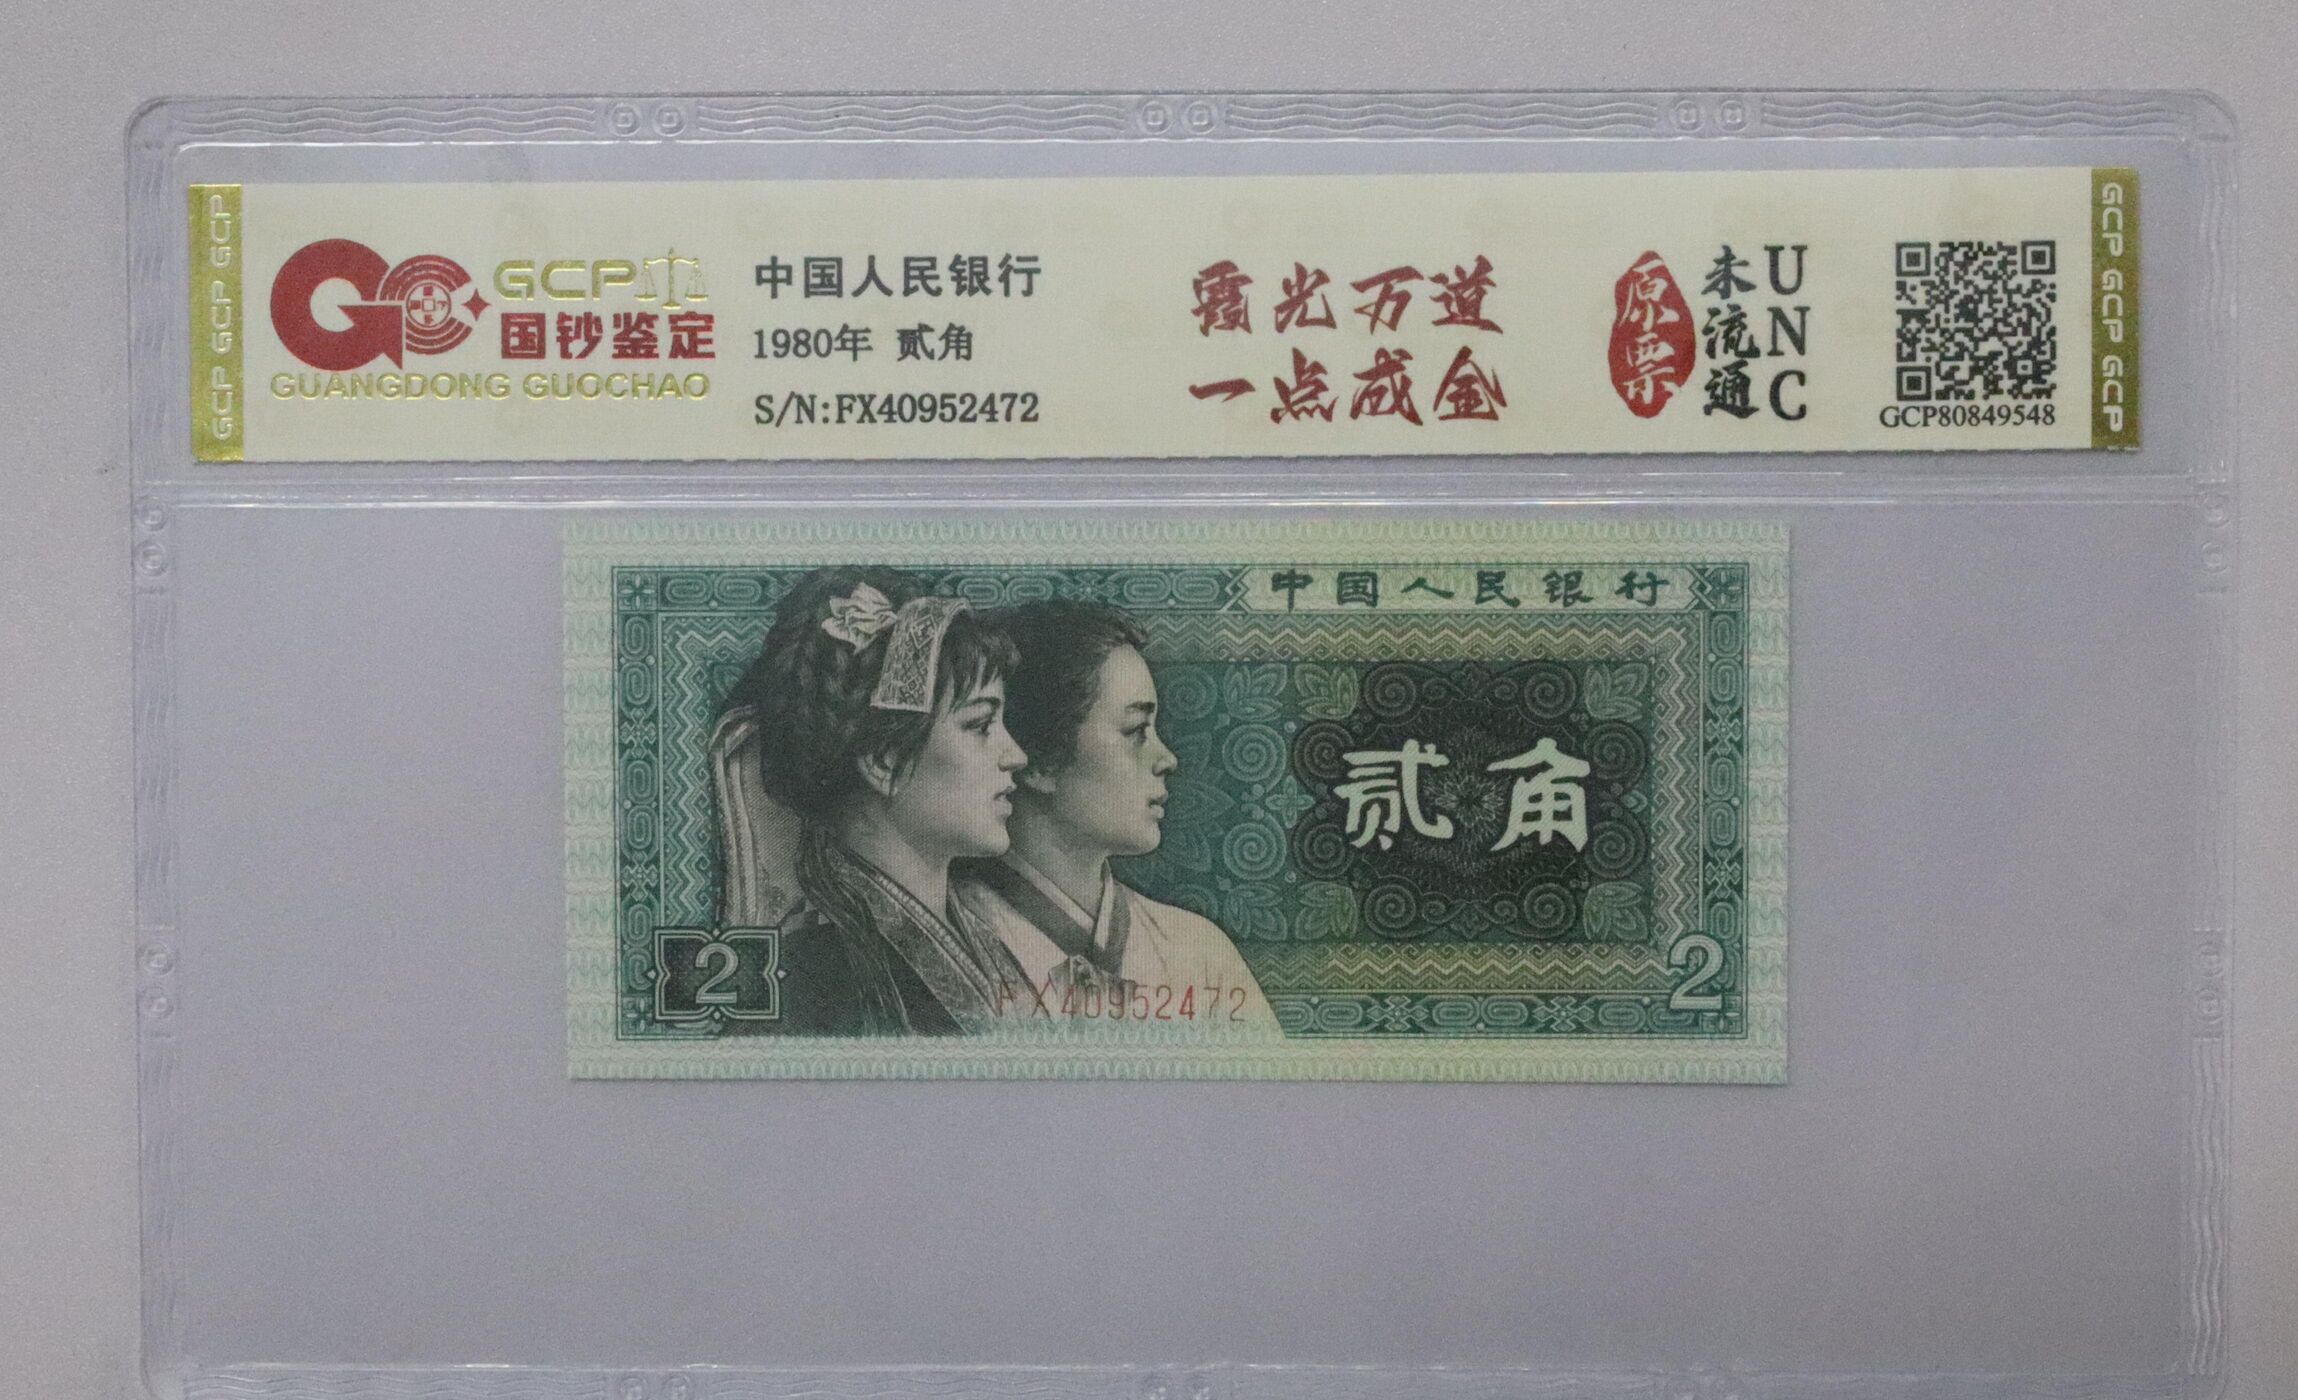 GCP GCP GCP
GCP
国钞鉴定
GUANGDONG GUOCHAO
中国人民银行
1980年 贰角
S/N:FX40952472
霞光万道
一点成金
原票
未流通
UNC
GCP80849548
GCP GCP GCP
中国人民银行
贰角
2
FX40952472
2